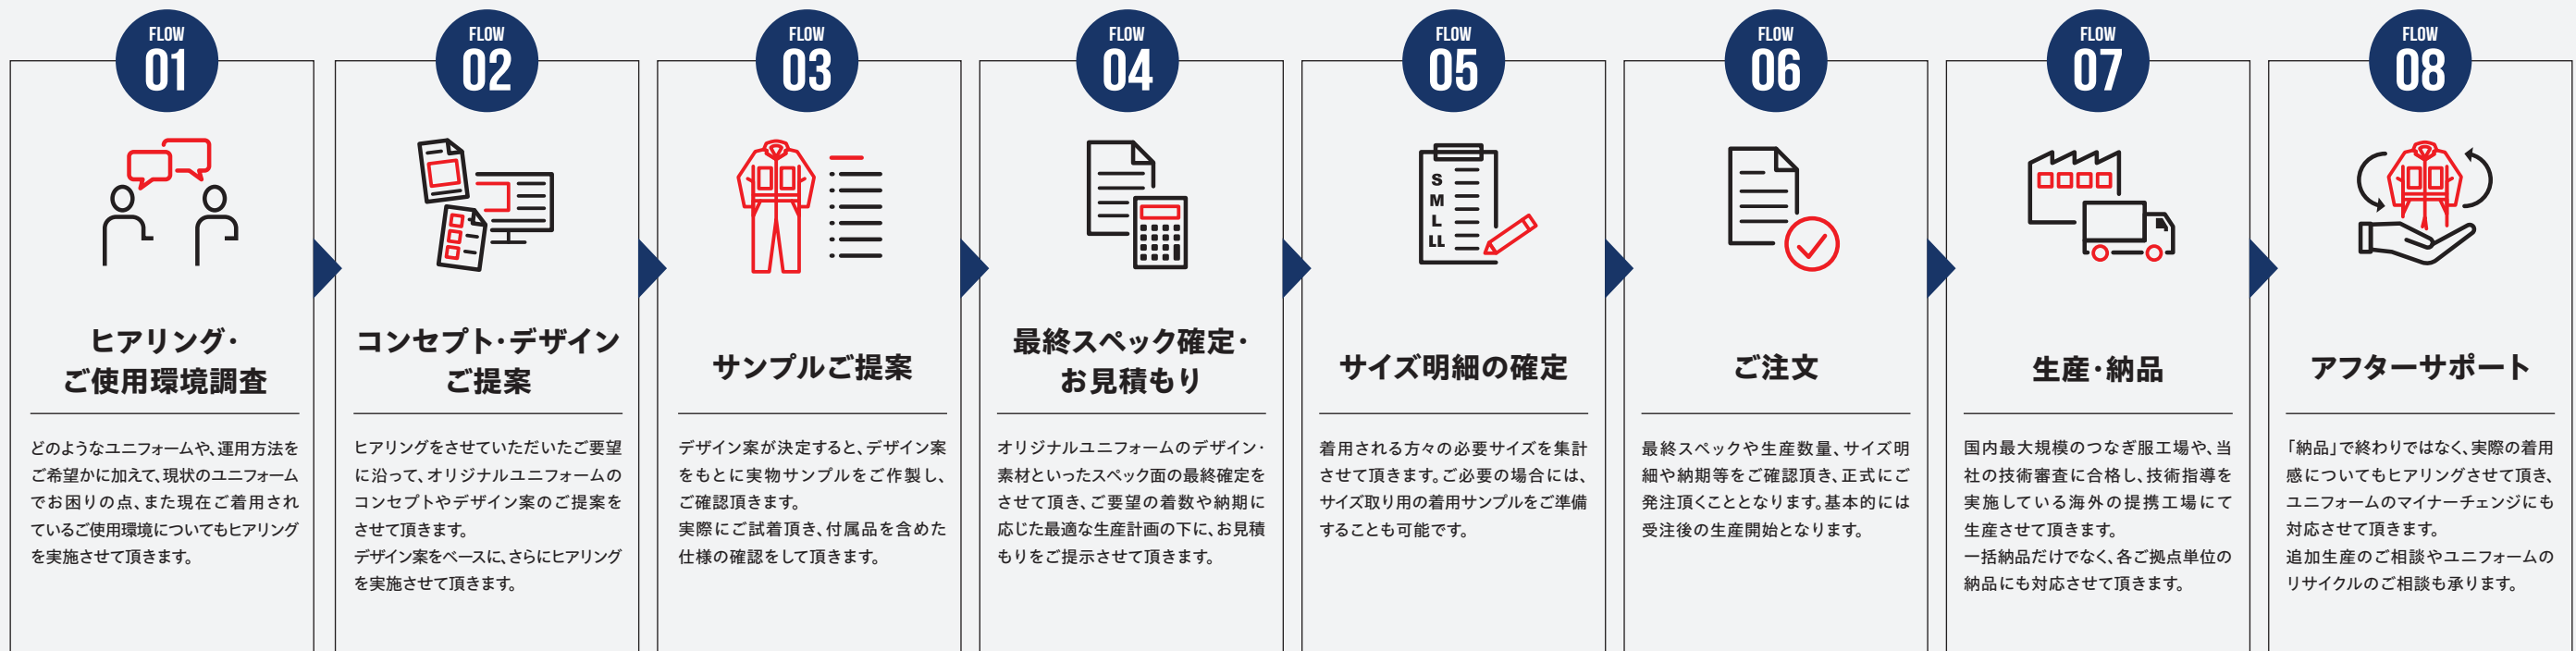 FLOW
01
ヒアリング・
ご使用環境調査
どのようなユニフォームや、運用方法を
ご希望かに加えて、現状のユニフォーム
でお困りの点、また現在ご着用され
ているご使用環境についてもヒアリング
を実施させて頂きます。
FLOW
02
コンセプト・デザイン
ご提案
ヒアリングをさせていただいたご要望
に沿って、オリジナルユニフォームの
コンセプトやデザイン案のご提案を
させて頂きます。
デザイン案をベースに、さらにヒアリング
を実施させて頂きます。
FLOW
03
サンプルご提案
デザイン案が決定すると、デザイン案
をもとに実物サンプルをご作製し、
ご確認頂きます。
実際にご試着頂き、付属品を含めた
仕様の確認をして頂きます。
FLOW
04
最終スペック確定・
お見積もり
オリジナルユニフォームのデザイン・
素材といったスペック面の最終確定を
させて頂き、ご要望の着数や納期に
応じた最適な生産計画の下に、お見積
もりをご提示させて頂きます。
FLOW
05
S
M
L
LL
サイズ明細の確定
着用される方々の必要サイズを集計
させて頂きます。ご必要の場合には、
サイズ取り用の着用サンプルをご準備
することも可能です。
FLOW
06
ご注文
最終スペックや生産数量、サイズ明
細や納期等をご確認頂き、正式にご
発注頂くこととなります。基本的には
受注後の生産開始となります。
FLOW
07
生産・納品
国内最大規模のつなぎ服工場や、当
社の技術審査に合格し、技術指導を
実施している海外の提携工場にて
生産させて頂きます。
一括納品だけでなく、各ご拠点単位の
納品にも対応させて頂きます。
FLOW
08
アフターサポート
「納品」で終わりではなく、実際の着用
感についてもヒアリングさせて頂き、
ユニフォームのマイナーチェンジにも
対応させて頂きます。
追加生産のご相談やユニフォームの
リサイクルのご相談も承ります。